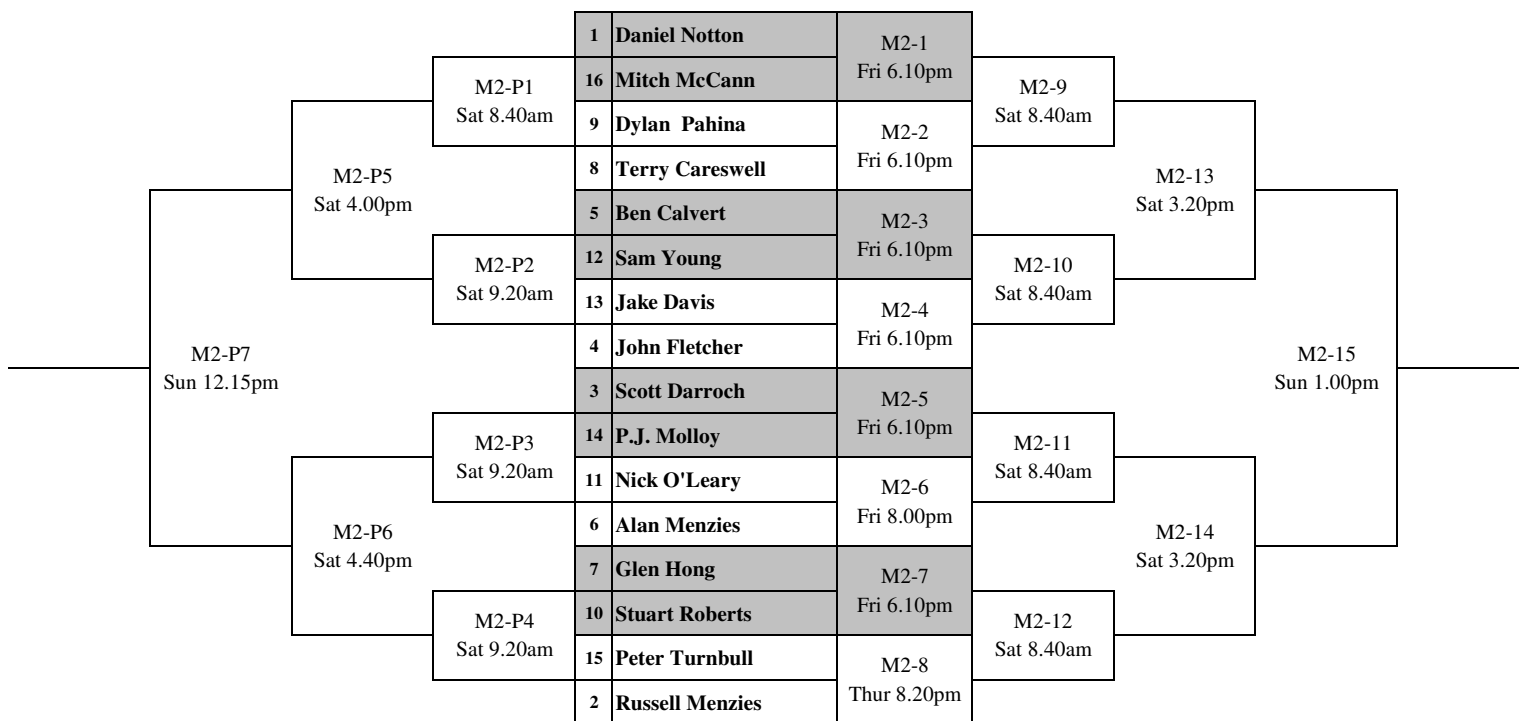 1 Daniel Notton
M2-1
Fri 6.10pm
16 Mitch McCann
M2-P1
Sat 8.40am
M2-9
Sat 8.40am
9 Dylan  Pahina
M2-2
Fri 6.10pm
8 Terry Careswell
M2-P5
Sat 4.00pm
M2-13
Sat 3.20pm
5 Ben Calvert
M2-3
Fri 6.10pm
12 Sam Young
M2-P2
Sat 9.20am
M2-10
Sat 8.40am
13 Jake Davis
M2-4
Fri 6.10pm
4 John Fletcher
M2-P7
Sun 12.15pm
M2-15
Sun 1.00pm
3 Scott Darroch
M2-5
Fri 6.10pm
14 P.J. Molloy
M2-P3
Sat 9.20am
M2-11
Sat 8.40am
11 Nick O'Leary
M2-6
Fri 8.00pm
6 Alan Menzies
M2-P6
Sat 4.40pm
M2-14
Sat 3.20pm
7 Glen Hong
M2-7
Fri 6.10pm
10 Stuart Roberts
M2-P4
Sat 9.20am
M2-12
Sat 8.40am
15 Peter Turnbull
M2-8
Thur 8.20pm
2 Russell Menzies